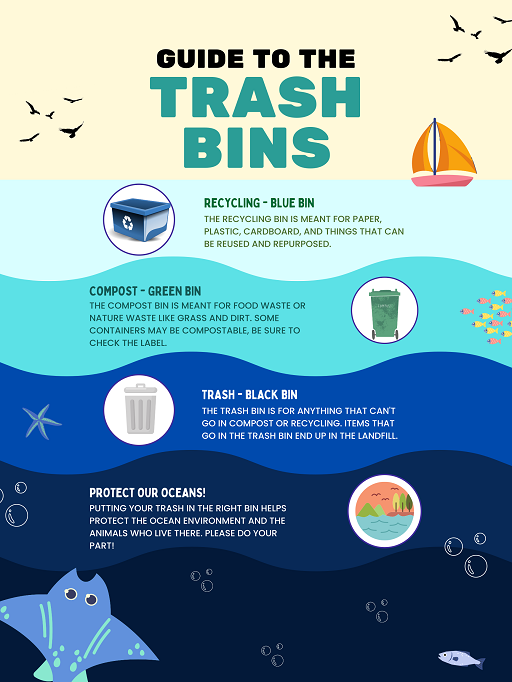 GUIDE TO THE
TRASH
BINS
RECYCLING - BLUE BIN
THE RECYCLING BIN IS MEANT FOR PAPER,
PLASTIC, CARDBOARD, AND THINGS THAT CAN
BE REUSED AND REPURPOSED.
COMPOST - GREEN BIN
THE COMPOST BIN IS MEANT FOR FOOD WASTE OR
NATURE WASTE LIKE GRASS AND DIRT. SOME
CONTAINERS MAY BE COMPOSTABLE, BE SURE TO
CHECK THE LABEL.
TRASH - BLACK BIN
THE TRASH BIN IS FOR ANYTHING THAT CAN'T
GO IN COMPOST OR RECYCLING. ITEMS THAT
GO IN THE TRASH BIN END UP IN THE LANDFILL.
PROTECT OUR OCEANS!
PUTTING YOUR TRASH IN THE RIGHT BIN HELPS
PROTECT THE OCEAN ENVIRONMENT AND THE
ANIMALS WHO LIVE THERE. PLEASE DO YOUR
PART!